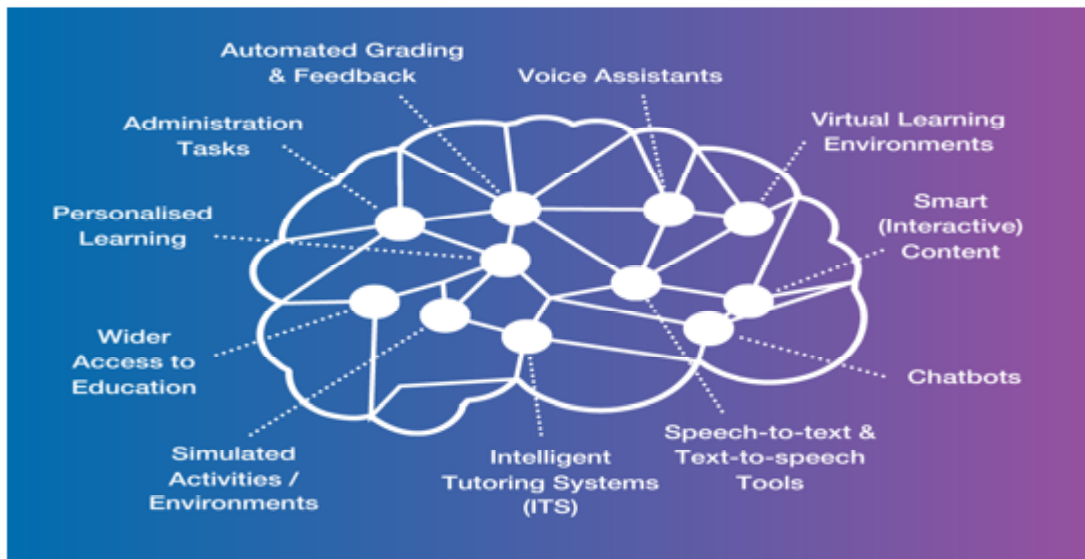 Automated Grading
& Feedback
Voice Assistants
Administration
Tasks
Virtual Learning
Environments
Personalised
Learning
Smart
(Interactive)
Content
Wider
Access to
Education
Chatbots
Simulated
Activities /
Environments
Intelligent
Tutoring Systems
(ITS)
Speech-to-text &
Text-to-speech
Tools